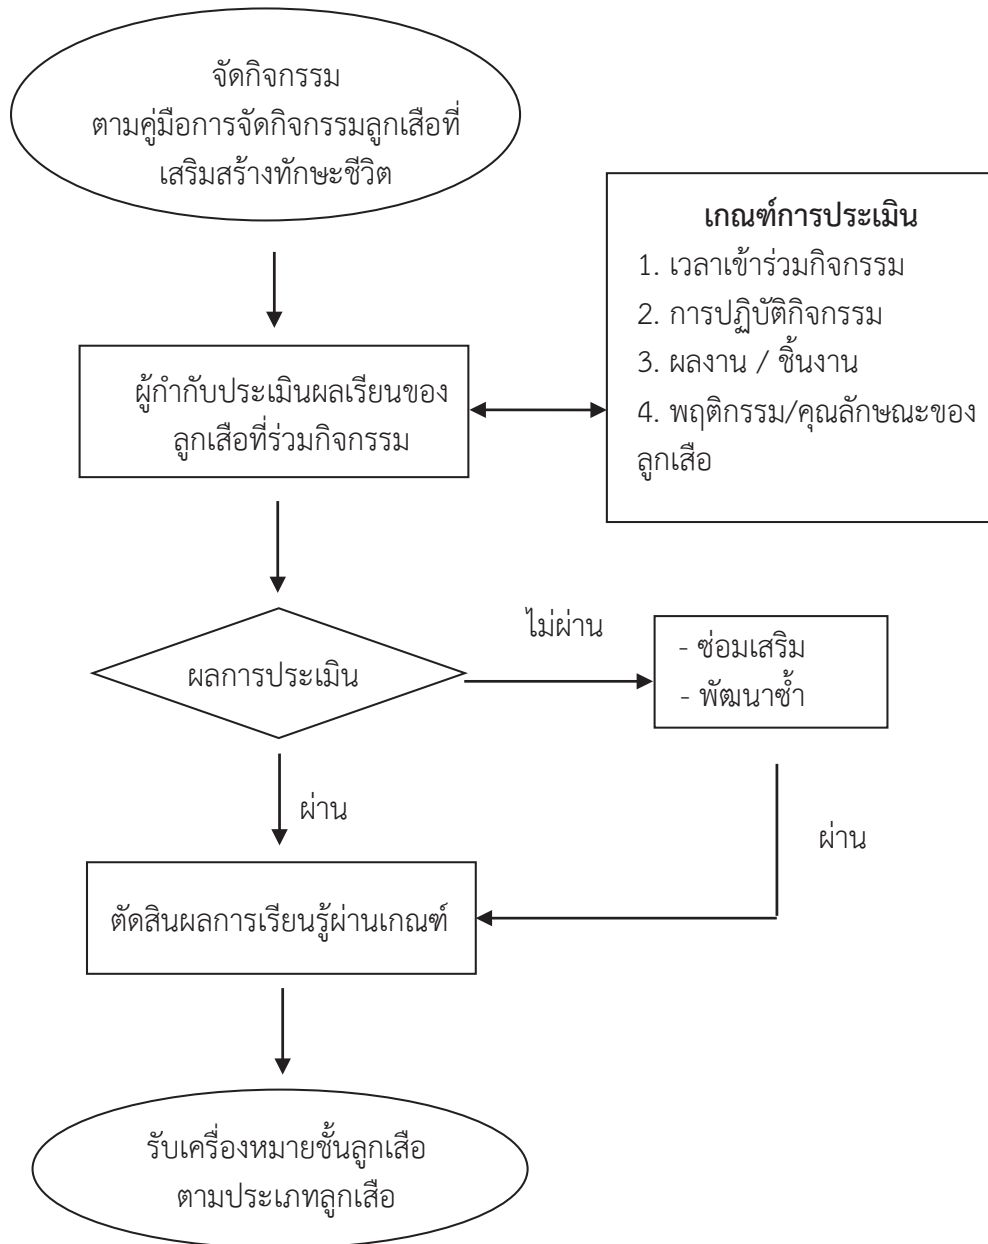 จัดกิจกรรม
ตามคู่มือการจัดกิจกรรมลูกเสือที่
เสริมสร้างทักษะชีวิต
เกณฑ์การประเมิน
1. เวลาเข้าร่วมกิจกรรม
2. การปฏิบัติกิจกรรม
3. ผลงาน / ชิ้นงาน
4. พฤติกรรม/คุณลักษณะของ
ลูกเสือ
ผู้กำกับประเมินผลเรียนของ
ลูกเสือที่ร่วมกิจกรรม
ไม่ผ่าน
- ซ่อมเสริม
- พัฒนาซ้ำ
ผลการประเมิน
ผ่าน
ผ่าน
ตัดสินผลการเรียนรู้ผ่านเกณฑ์
รับเครื่องหมายชั้นลูกเสือ
ตามประเภทลูกเสือ